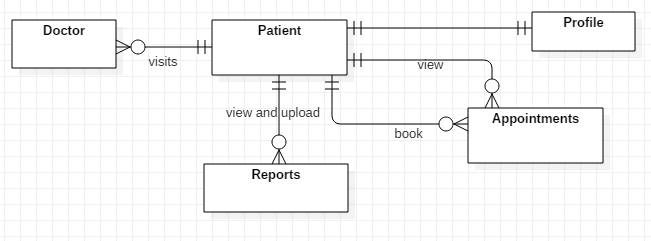 Doctor
Patient
Profile
visits
view
view and upload
book
Appointments
Reports